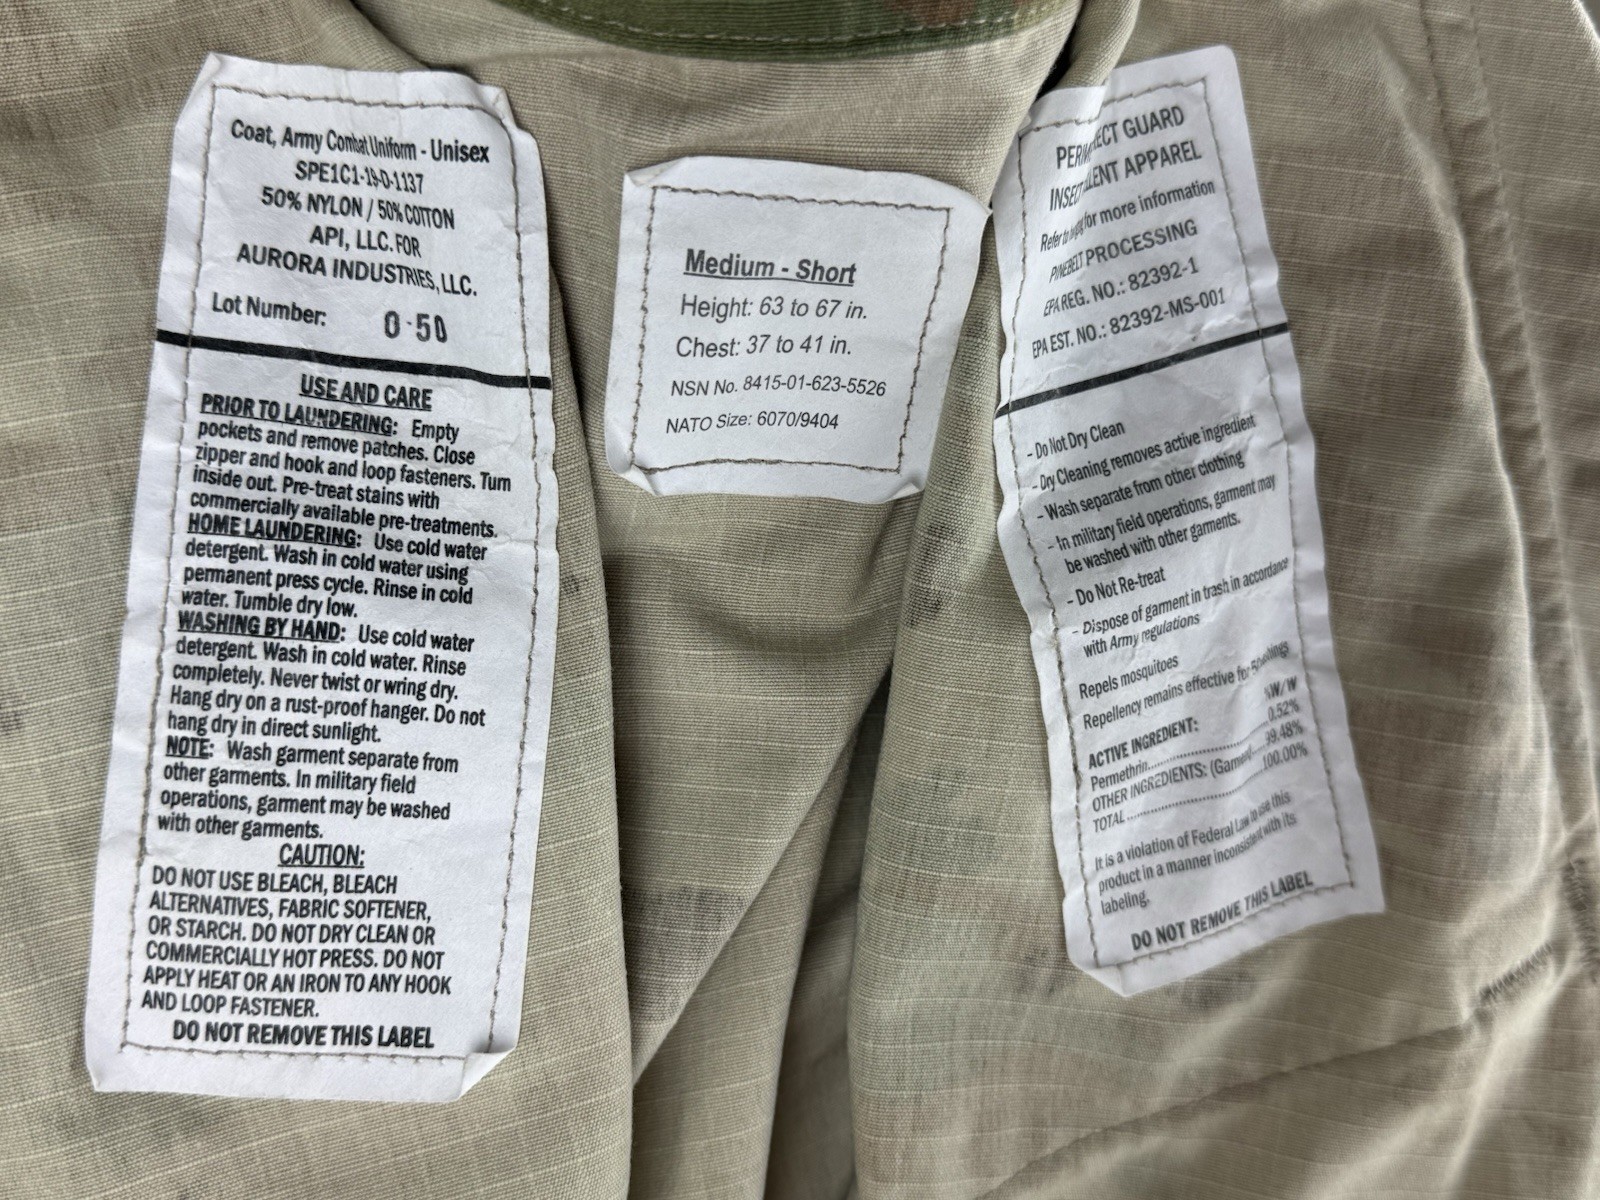 Coat, Army Combat Uniform - Unisex
SPE1C1-19-D-1137
50% NYLON / 50% COTTON
API, LLC. FOR
AURORA INDUSTRIES, LLC.
Lot Number: 0-50
USE AND CARE
PRIOR TO LAUNDERING: Empty
pockets and remove patches. Close
zipper and hook and loop fasteners. Turn
inside out. Pre-treat stains with
commercially available pre-treatments.
HOME LAUNDERING: Use cold water
detergent. Wash in cold water using
permanent press cycle. Rinse in cold
water. Tumble dry low.
WASHING BY HAND: Use cold water
detergent. Wash in cold water. Rinse
completely. Never twist or wring dry.
Hang dry on a rust-proof hanger. Do not
hang dry in direct sunlight.
NOTE: Wash garment separate from
other garments. In military field
operations, garment may be washed
with other garments.
CAUTION:
DO NOT USE BLEACH, BLEACH
ALTERNATIVES, FABRIC SOFTENER,
OR STARCH. DO NOT DRY CLEAN OR
COMMERCIALLY HOT PRESS. DO NOT
APPLY HEAT OR AN IRON TO ANY HOOK
AND LOOP FASTENER.
DO NOT REMOVE THIS LABEL
Medium - Short
Height: 63 to 67 in.
Chest: 37 to 41 in.
NSN No. 8415-01-623-5526
NATO Size: 6070/9404
GUARD
APPAREL
Refer to for more information
PINEBELT PROCESSING
EPA REG. NO.: 82392-1
EPA EST. NO.: 82392-MS-001
- Do Not Dry Clean
- Dry Cleaning removes active ingredient
- Wash separate from other clothing
- In military field operations, garment may
be washed with other garments.
- Do Not Re-treat
- Dispose of garment in trash in accordance
with Army regulations
Repels mosquitoes
Repellency remains effective for
%W/W
ACTIVE INGREDIENT:
Permethrin..................... 0.52%
OTHER INGREDIENTS: ....99.48%
TOTAL.......................... 100.00%
It is a violation of Federal Law to use this
product in a manner inconsistent with its
labeling.
DO NOT REMOVE THIS LABEL